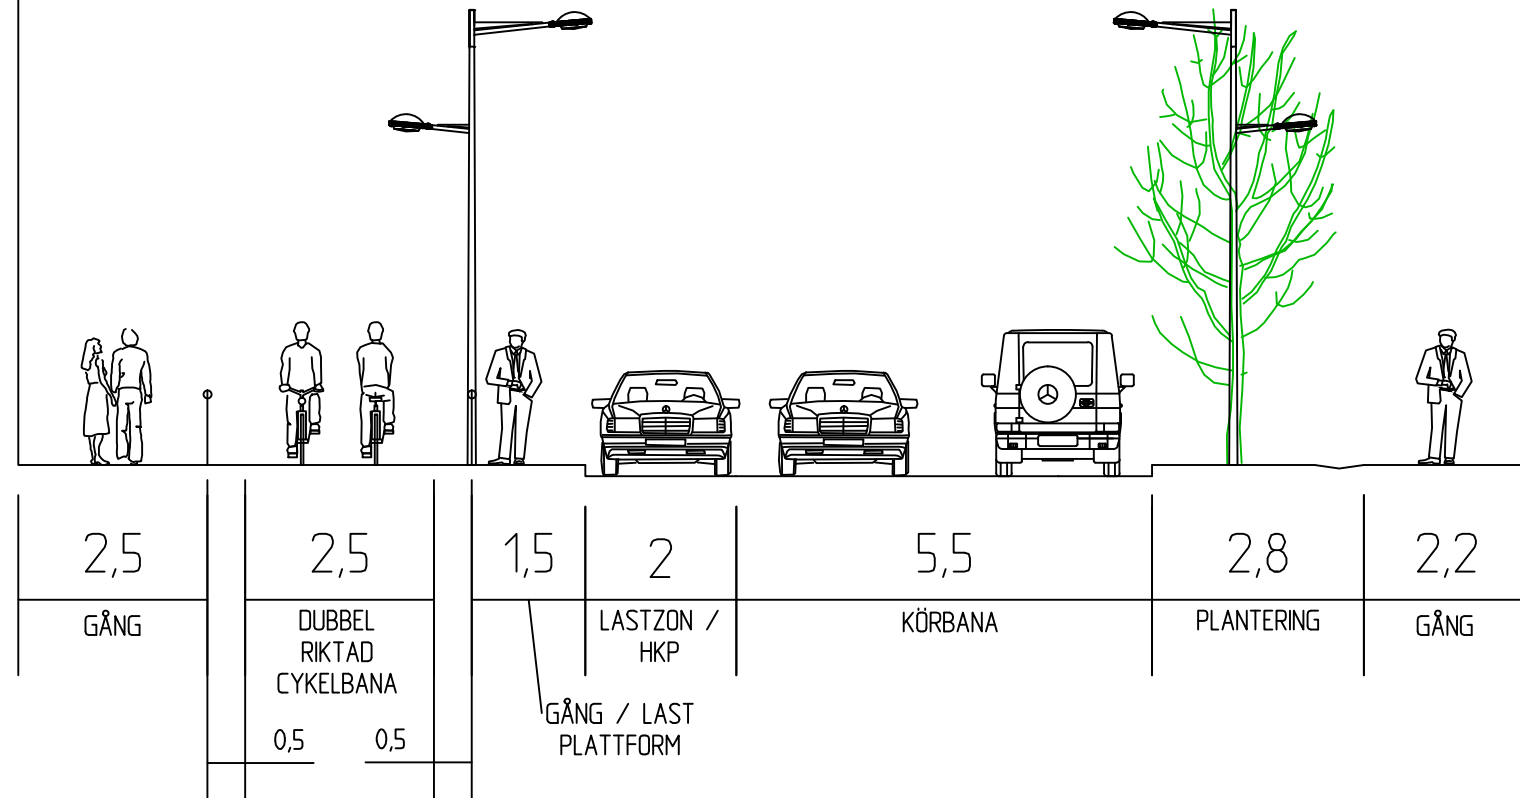 2,5
2,5
1,5
2
5,5
2,8
2,2
GÅNG
DUBBEL
RIKTAD
CYKELBANA
LASTZON /
HKP
KÖRBANA
PLANTERING
GÅNG
GÅNG / LAST
PLATTFORM
0,5
0,5